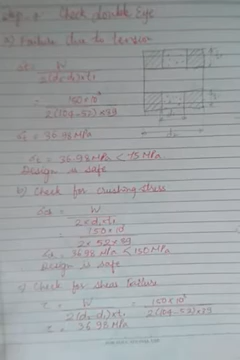 Step. 8 Check double Eye
a) Failure due to tension
σt = W
2(d2-d1)×t1
= 150×10³
2(104-52)×39
σt = 36.98 MPa
σt = 36.98 MPa < 75 MPa
Design is safe
b) Check for crushing stress
σcr = W
2×d1×t1
= 150×10³
2×52×39
σcr = 36.98 MPa < 150 MPa
Design is safe
c) Check for shear failure
τ = W = 150×10³
2(d2-d1)×t1 2(104-52)×39
τ = 36.98 MPa